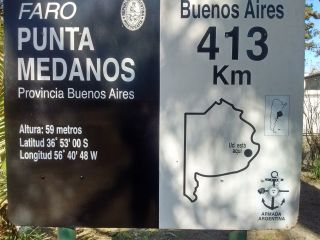 FARO
PUNTA
MEDANOS
Provincia Buenos Aires
Altura: 59 metros
Latitud 36° 53' 00 S
Longitud 56° 40' 48 W
Buenos Aires
413
Km
Ud está
aquí
ARMADA
ARGENTINA